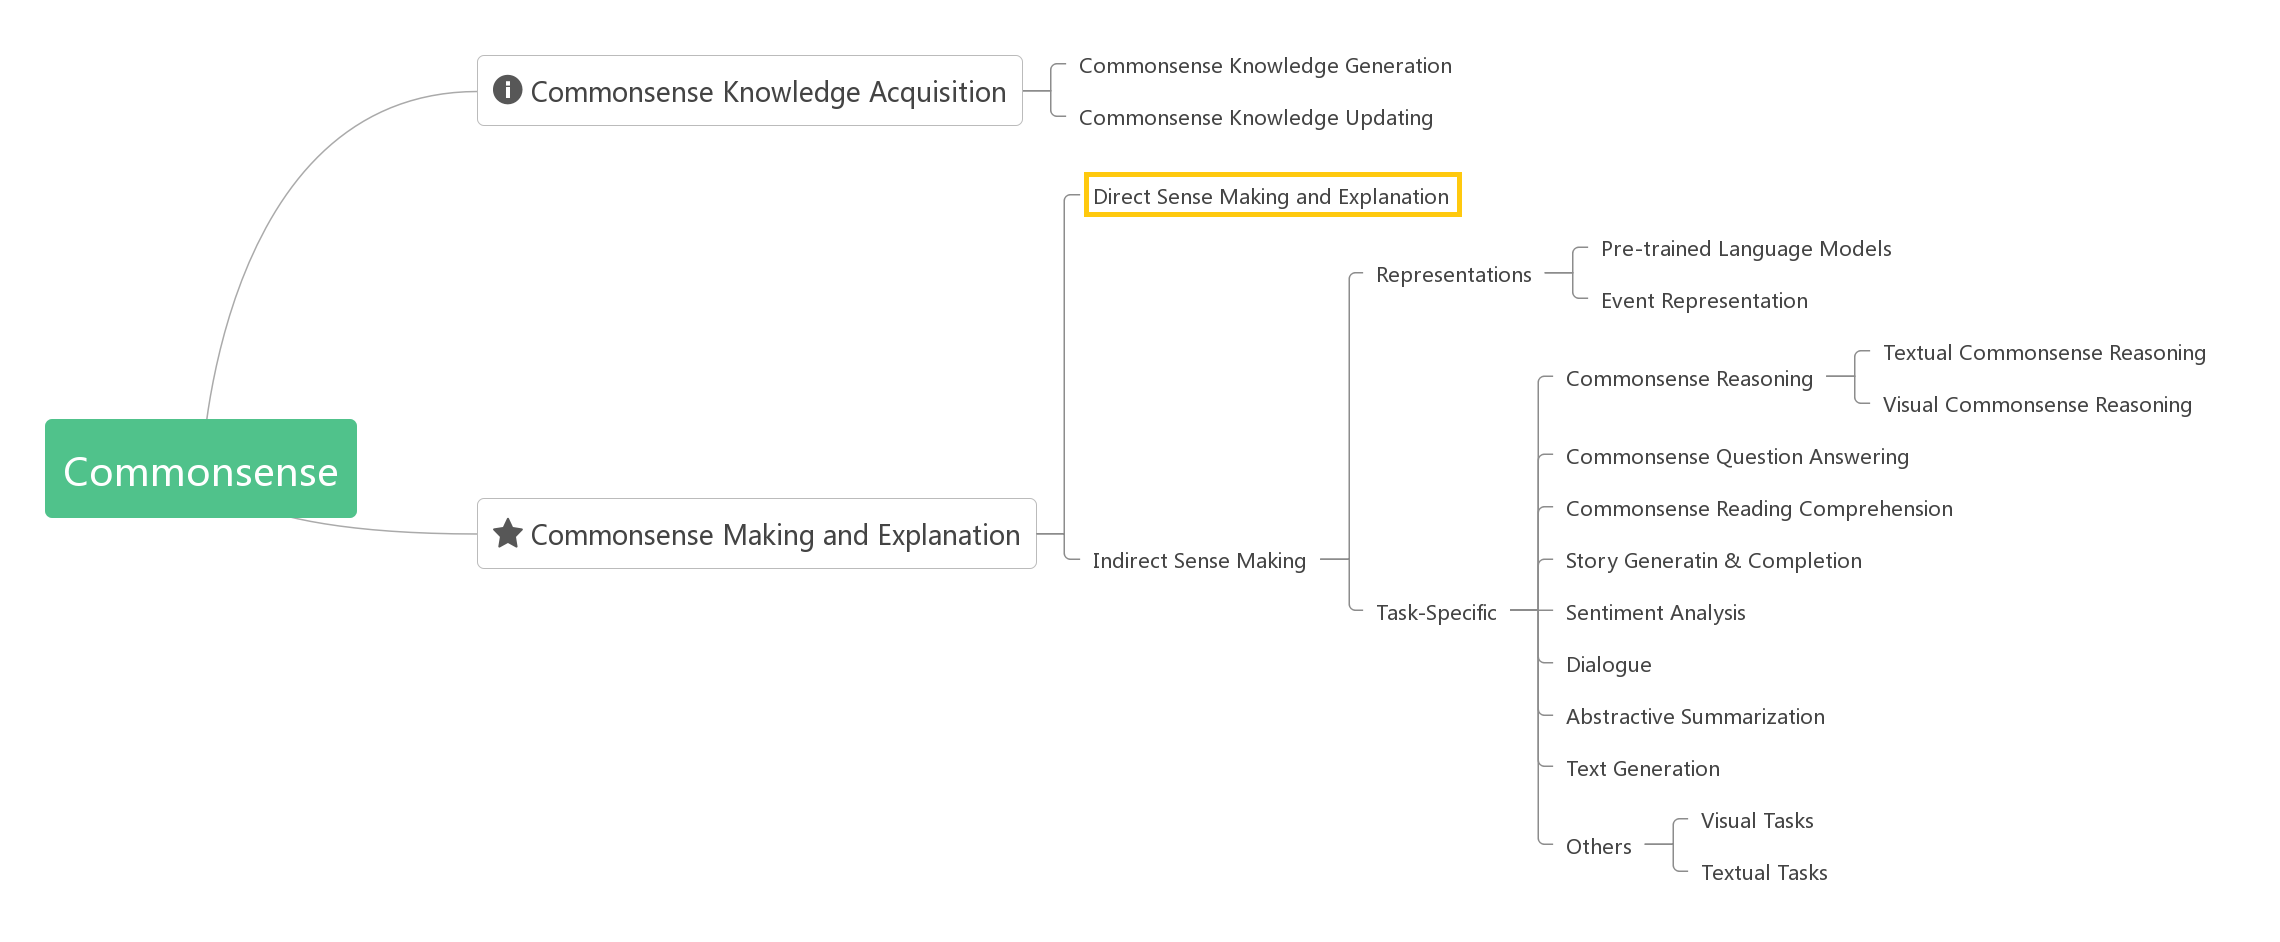 Commonsense
Commonsense Knowledge Acquisition
Commonsense Knowledge Generation
Commonsense Knowledge Updating
Commonsense Making and Explanation
Direct Sense Making and Explanation
Indirect Sense Making
Representations
Pre-trained Language Models
Event Representation
Task-Specific
Commonsense Reasoning
Textual Commonsense Reasoning
Visual Commonsense Reasoning
Commonsense Question Answering
Commonsense Reading Comprehension
Story Generatin & Completion
Sentiment Analysis
Dialogue
Abstractive Summarization
Text Generation
Others
Visual Tasks
Textual Tasks